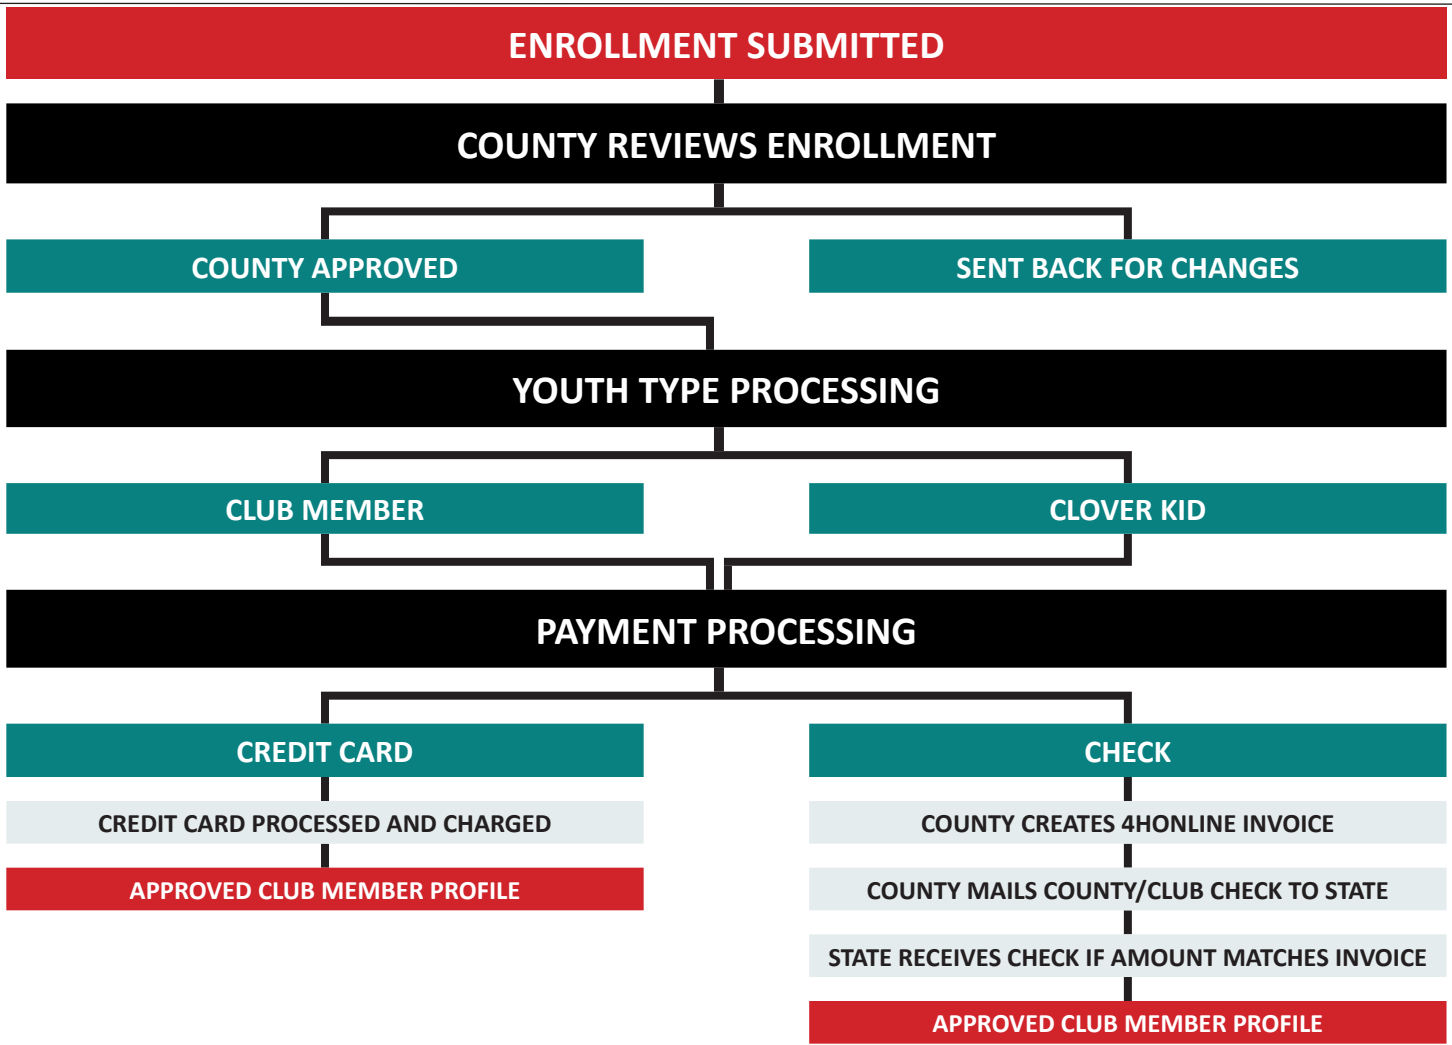 ENROLLMENT SUBMITTED
COUNTY REVIEWS ENROLLMENT
COUNTY APPROVED
SENT BACK FOR CHANGES
YOUTH TYPE PROCESSING
CLUB MEMBER
CLOVER KID
PAYMENT PROCESSING
CREDIT CARD
CREDIT CARD PROCESSED AND CHARGED
APPROVED CLUB MEMBER PROFILE
CHECK
COUNTY CREATES 4HONLINE INVOICE
COUNTY MAILS COUNTY/CLUB CHECK TO STATE
STATE RECEIVES CHECK IF AMOUNT MATCHES INVOICE
APPROVED CLUB MEMBER PROFILE